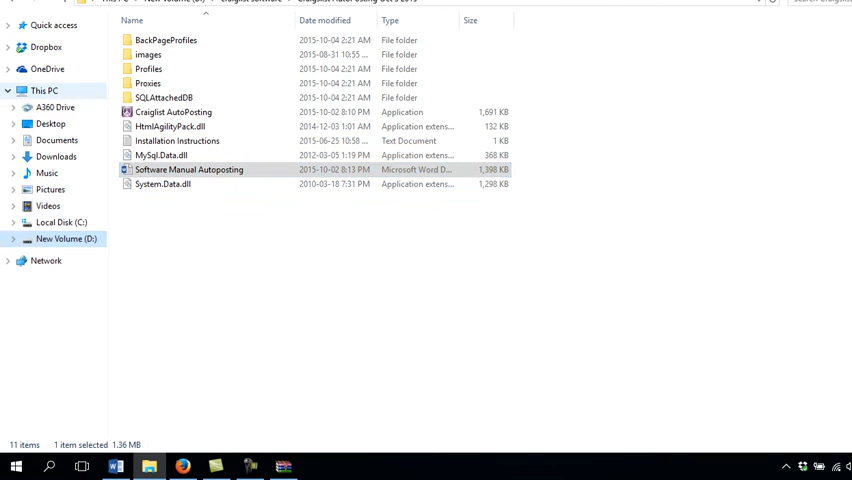 Name Date modified Type Size
Quick access
Dropbox
OneDrive
This PC
A360 Drive
Desktop
Documents
Downloads
Music
Pictures
Videos
Local Disk (C:)
New Volume (D:)
Network
BackPageProfiles 2015-10-04 2:21 AM File folder
images 2015-08-31 10:55 ... File folder
Profiles 2015-10-04 2:21 AM File folder
Proxies 2015-10-04 2:21 AM File folder
SQLAttachedDB 2015-10-04 2:21 AM File folder
Craiglist AutoPosting 2015-10-02 8:10 PM Application 1,691 KB
HtmlAgilityPack.dll 2014-12-03 1:01 AM Application extens... 132 KB
Installation Instructions 2015-06-25 10:58 ... Text Document 1 KB
MySql.Data.dll 2012-03-05 1:19 PM Application extens... 368 KB
Software Manual Autoposting 2015-10-02 8:13 PM Microsoft Word D... 1,398 KB
System.Data.dll 2010-03-18 7:31 PM Application extens... 1,298 KB
11 items 1 item selected 1.36 MB